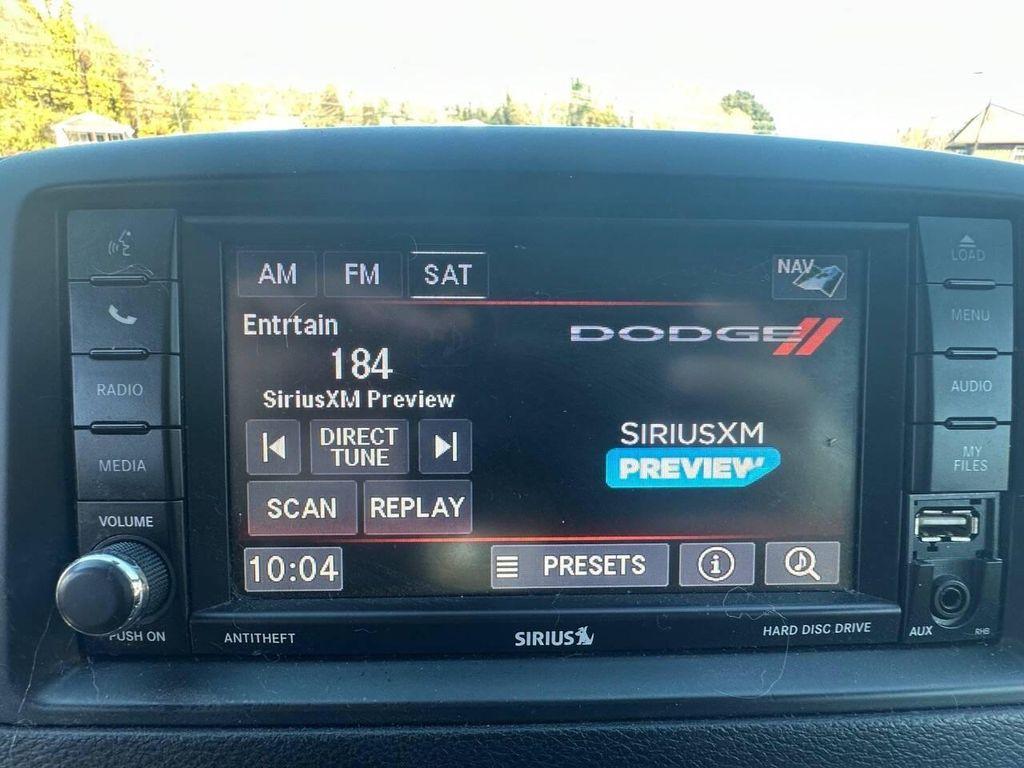 AM FM SAT NAV
LOAD
Entrtain
DODGE
MENU
184
RADIO
SiriusXM Preview
AUDIO
DIRECT
TUNE
SIRIUSXM
PREVIEW
MEDIA
MY
FILES
SCAN REPLAY
VOLUME
10:04 PRESETS
PUSH ON
ANTITHEFT
SIRIUS
HARD DISC DRIVE
AUX
RHB